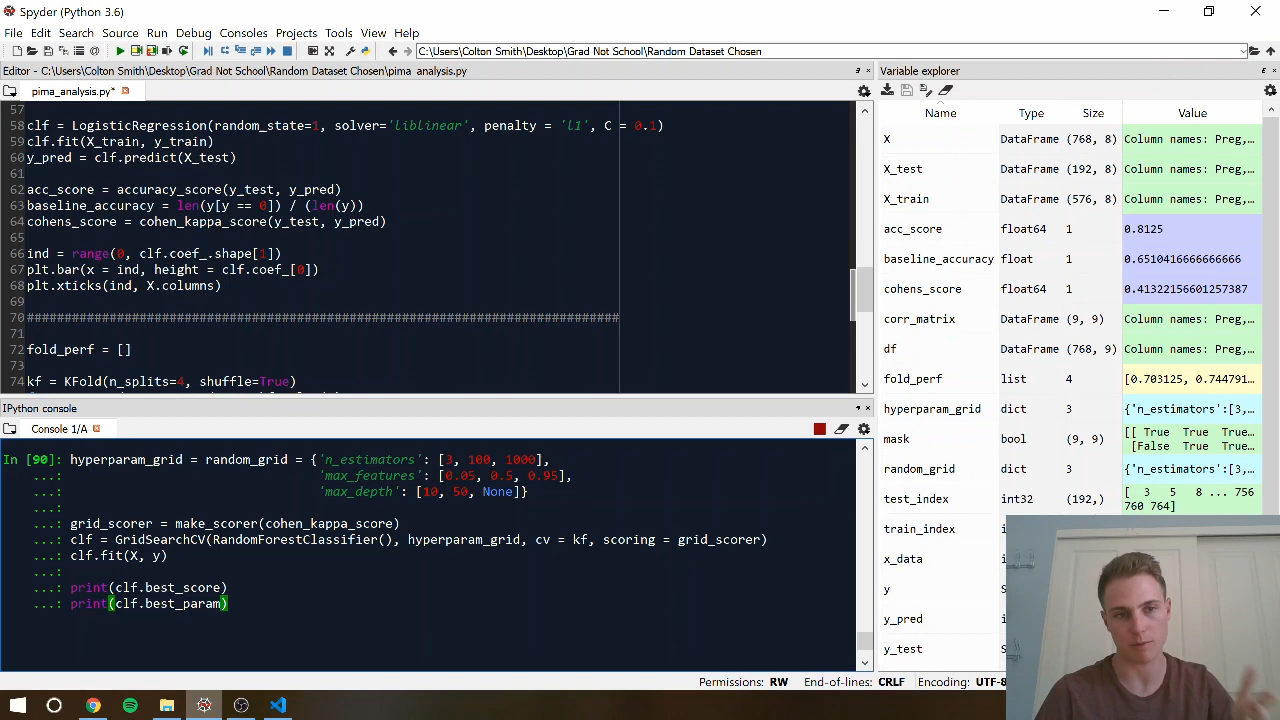 Spyder (Python 3.6)
File Edit Search Source Run Debug Consoles Projects Tools View Help
C:\Users\Colton Smith\Desktop\Grad Not School\Random Dataset Chosen
Editor - C:\Users\Colton Smith\Desktop\Grad Not School\Random Dataset Chosen\pima_analysis.py
pima_analysis.py*
57
58 clf = LogisticRegression(random_state=1, solver='liblinear', penalty = 'l1', C = 0.1)
59 clf.fit(X_train, y_train)
60 y_pred = clf.predict(X_test)
61
62 acc_score = accuracy_score(y_test, y_pred)
63 baseline_accuracy = len(y[y == 0]) / (len(y))
64 cohens_score = cohen_kappa_score(y_test, y_pred)
65
66 ind = range(0, clf.coef_.shape[1])
67 plt.bar(x = ind, height = clf.coef_[0])
68 plt.xticks(ind, X.columns)
69
70 ###############################################################################
71
72 fold_perf = []
73
74 kf = KFold(n_splits=4, shuffle=True)
IPython console
Console 1/A
In [90]: hyperparam_grid = random_grid = {'n_estimators': [3, 100, 1000],
...: 'max_features': [0.05, 0.5, 0.95],
...: 'max_depth': [10, 50, None]}
...:
...: grid_scorer = make_scorer(cohen_kappa_score)
...: clf = GridSearchCV(RandomForestClassifier(), hyperparam_grid, cv = kf, scoring = grid_scorer)
...: clf.fit(X, y)
...:
...: print(clf.best_score)
...: print(clf.best_param)
Variable explorer
Name Type Size Value
X DataFrame (768, 8) Column names: Preg,…
X_test DataFrame (192, 8) Column names: Preg,…
X_train DataFrame (576, 8) Column names: Preg,…
acc_score float64 1 0.8125
baseline_accuracy float 1 0.6510416666666666
cohens_score float64 1 0.41322156601257387
corr_matrix DataFrame (9, 9) Column names: Preg,…
df DataFrame (768, 9) Column names: Preg,…
fold_perf list 4 [0.703125, 0.744791…
hyperparam_grid dict 3 {'n_estimators':[3,…
mask bool (9, 9) [[ True True True…
[False True True…
random_grid dict 3 {'n_estimators':[3,…
test_index int32 (192,) [ 3 5 8 ... 756
760 764]
train_index
x_data
y
y_pred
y_test
Permissions: RW End-of-lines: CRLF Encoding: UTF-8